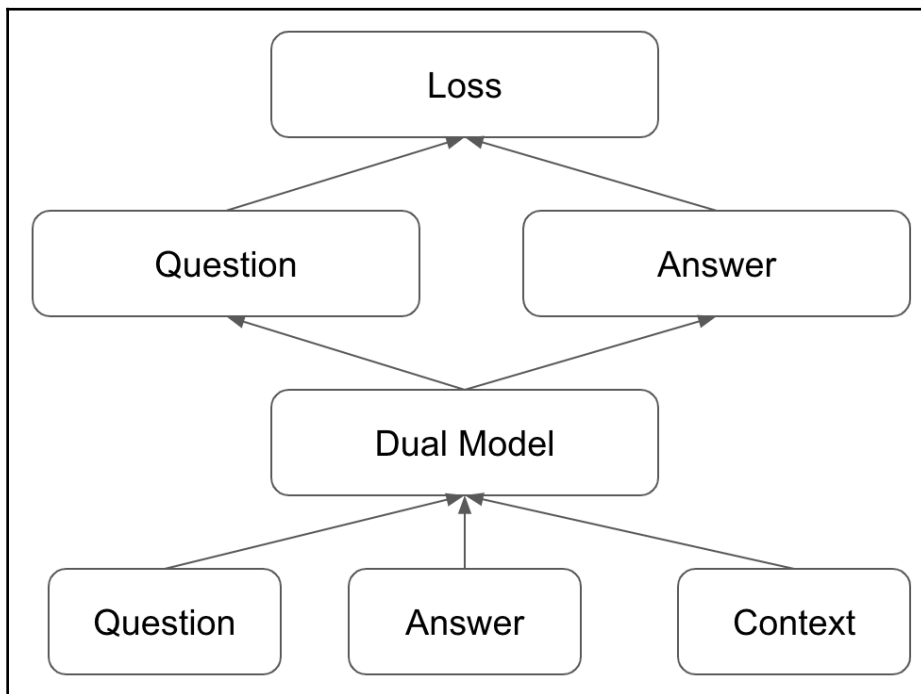 Loss
Question
Answer
Dual Model
Question
Answer
Context